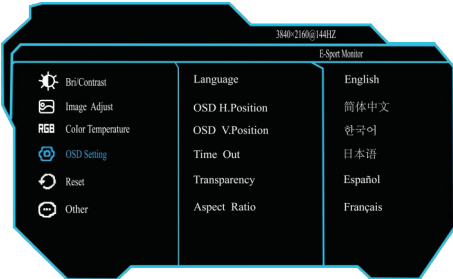 3840×2160@144HZ
E-Sport Monitor
Bri/Contrast
Image Adjust
RGB Color Temperature
OSD Setting
Reset
Other
Language
OSD H.Position
OSD V.Position
Time Out
Transparency
Aspect Ratio
English
简体中文
한국어
日本语
Español
Français